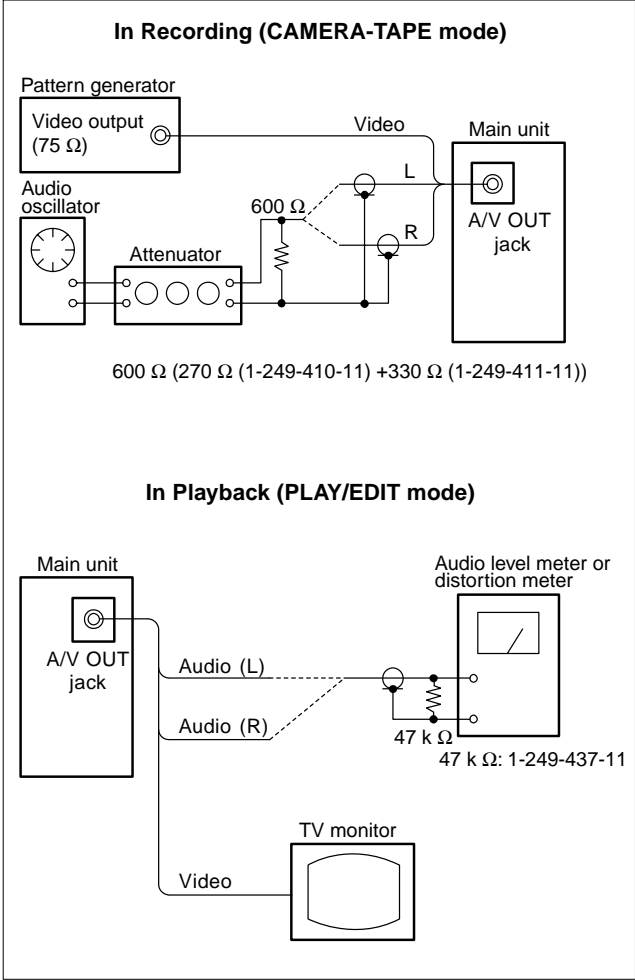 In Recording (CAMERA-TAPE mode)
Pattern generator
Video output
(75 Ω)
Video
Main unit
Audio
oscillator
L
600 Ω
R
A/V OUT
jack
Attenuator
600 Ω (270 Ω (1-249-410-11) +330 Ω (1-249-411-11))
In Playback (PLAY/EDIT mode)
Main unit
Audio level meter or
distortion meter
A/V OUT
jack
Audio (L)
Audio (R)
47 k Ω
47 k Ω: 1-249-437-11
TV monitor
Video